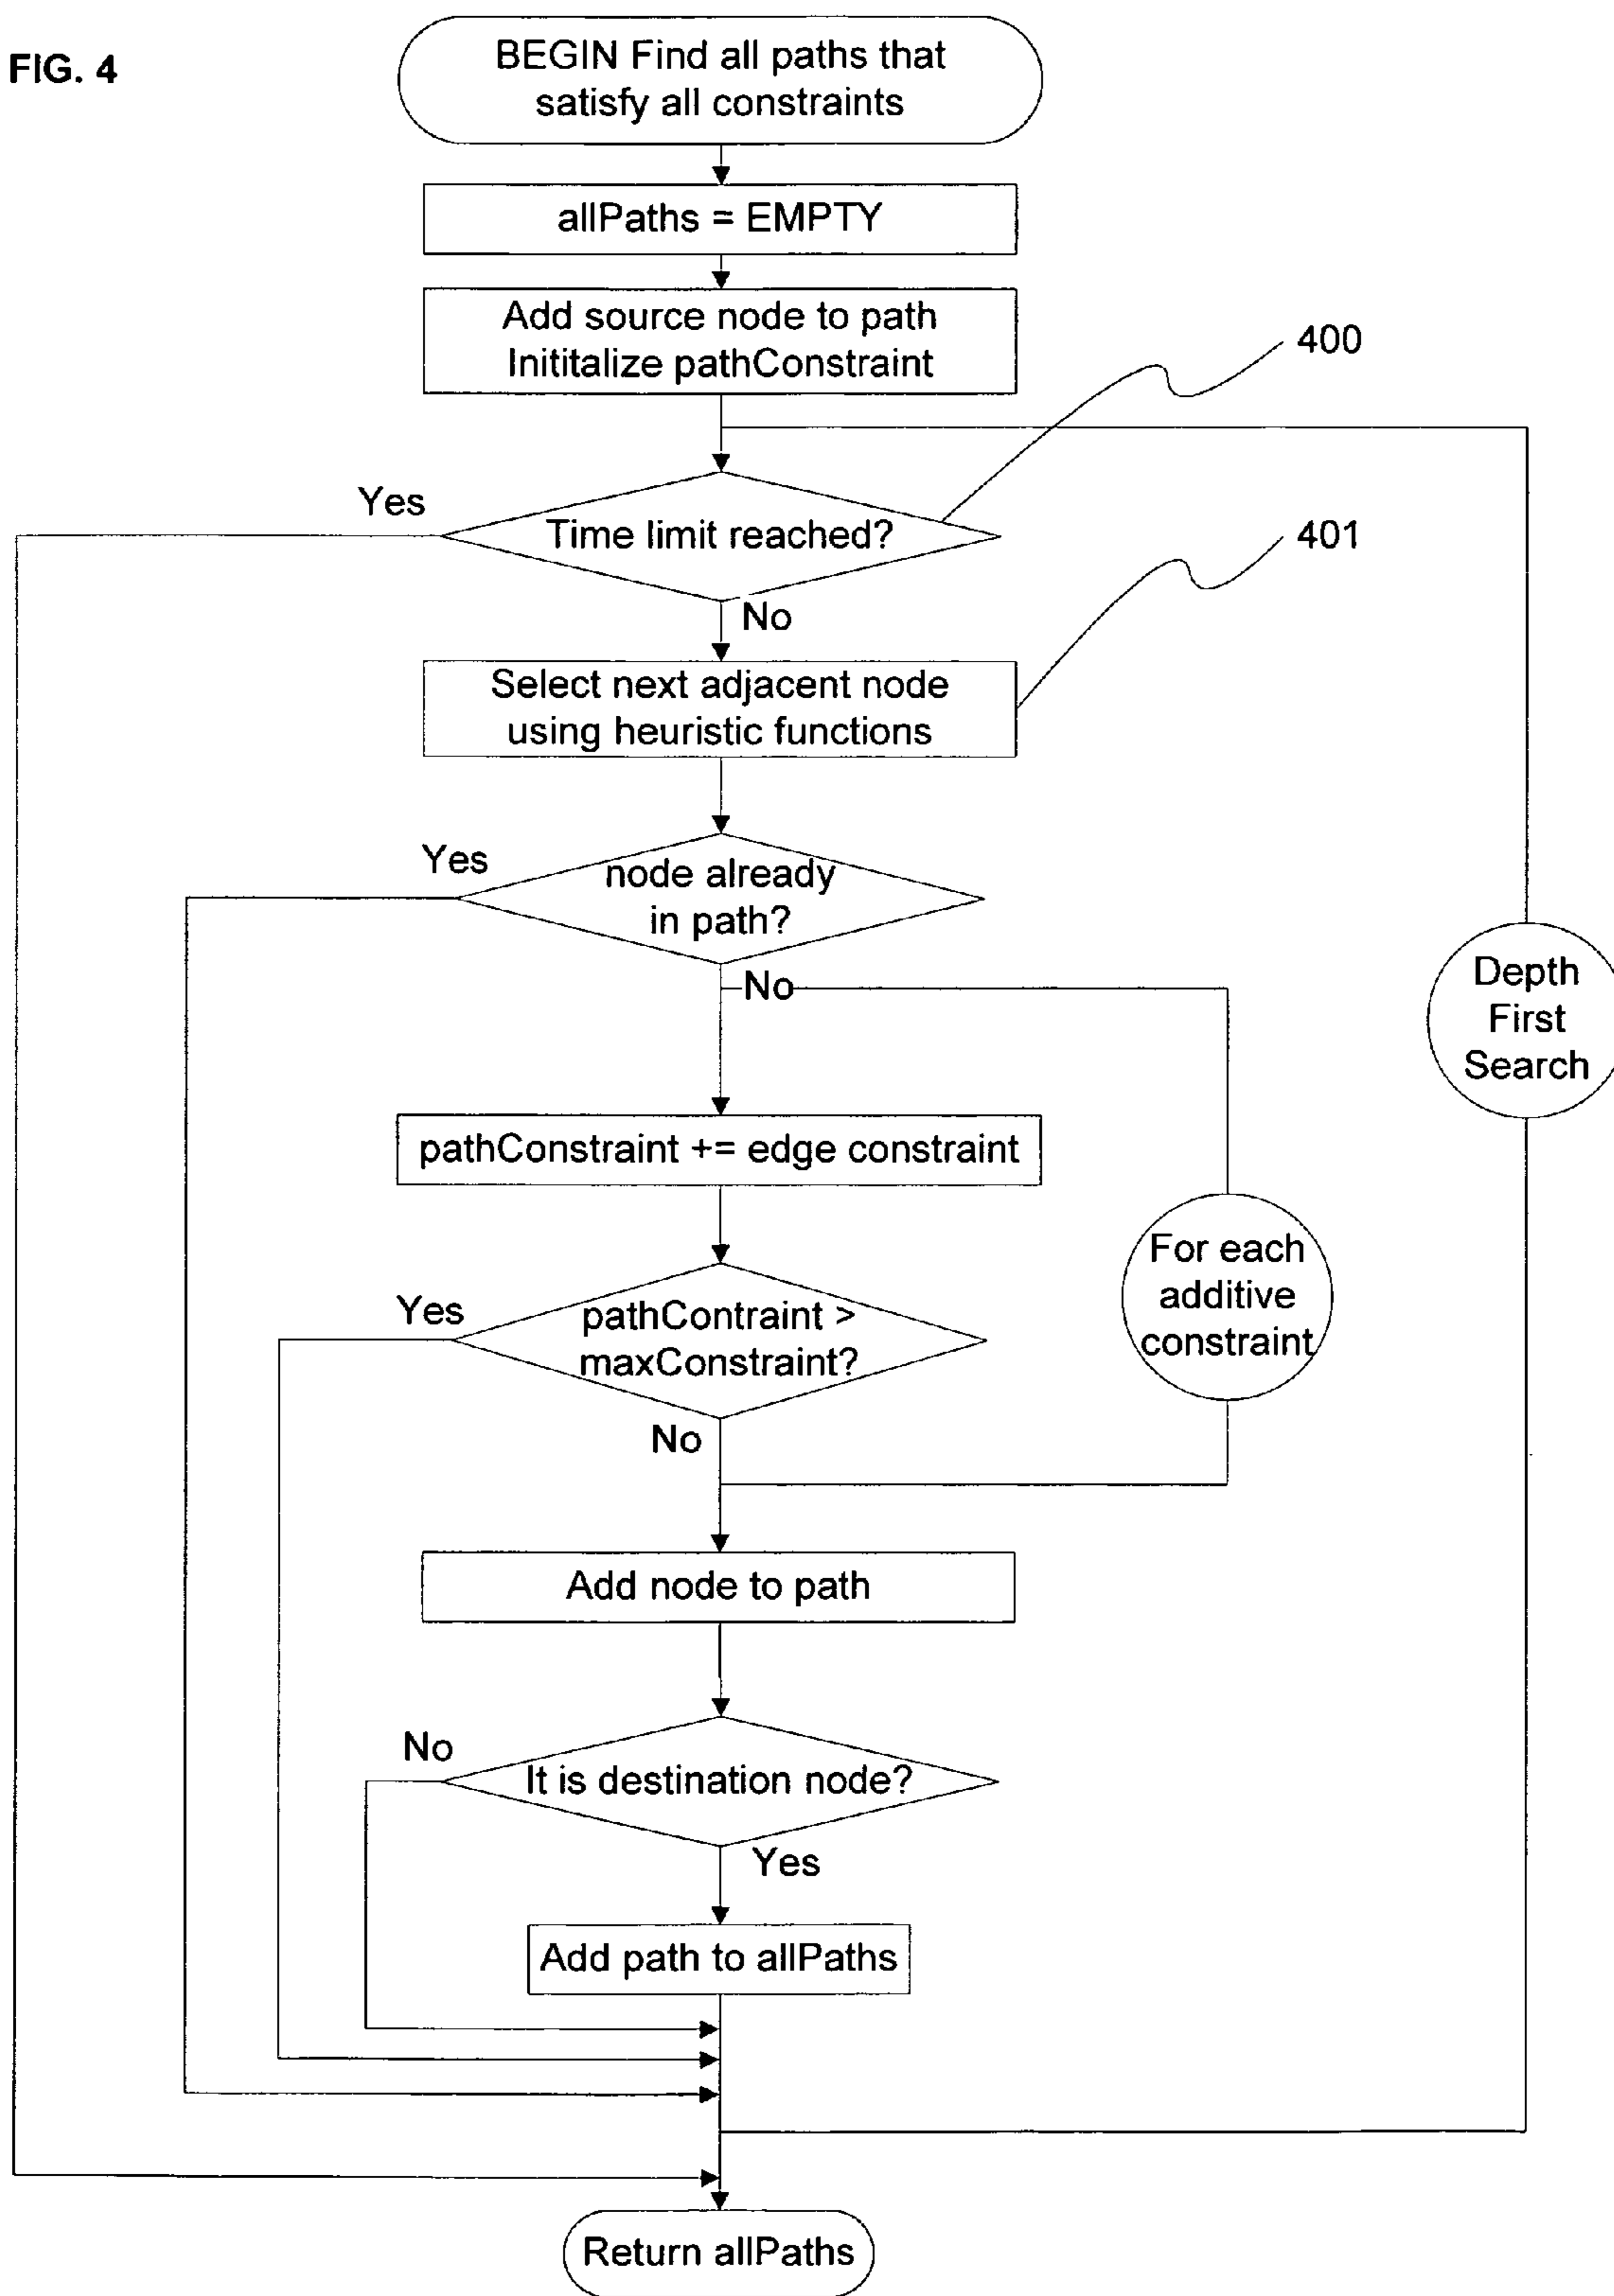 FIG. 4
BEGIN Find all paths that
satisfy all constraints
allPaths = EMPTY
Add source node to path
Inititalize pathConstraint
400
Yes
Time limit reached?
401
No
Select next adjacent node
using heuristic functions
Yes
node already
in path?
No
Depth
First
Search
pathConstraint += edge constraint
For each
additive
constraint
Yes
pathContraint >
maxConstraint?
No
Add node to path
No
It is destination node?
Yes
Add path to allPaths
Return allPaths